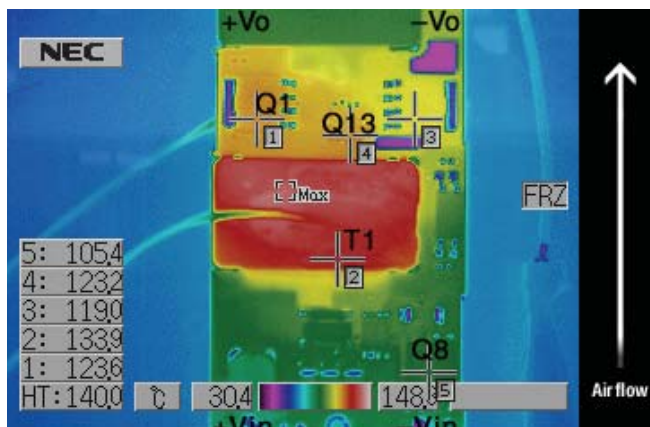 +Vo −Vo
NEC
Q1
1
Q13
4
3
Max
FRZ
T1
2
5: 105.4
4: 123.2
3: 119.0
2: 133.9
1: 123.6
HT:140.0 ℃ 30.4
Q8
5
+Vin
Air flow